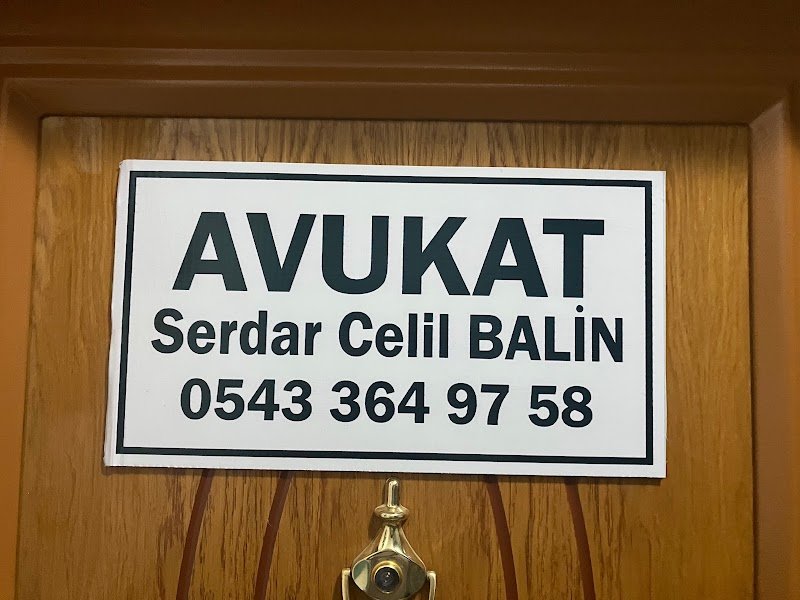 AVUKAT
Serdar Celil BALİN
0543 364 97 58